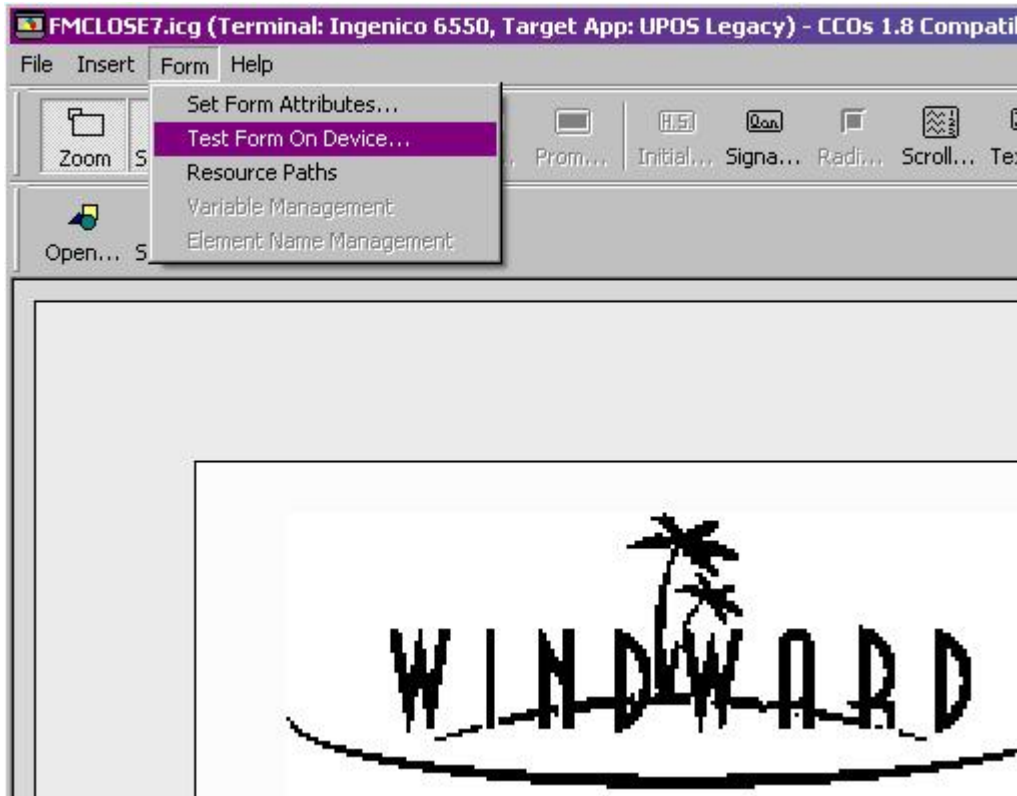 FMCLOSE7.icg (Terminal: Ingenico 6550, Target App: UPOS Legacy) - CCOs 1.8 Compatil
File Insert Form Help
Set Form Attributes...
Test Form On Device...
Resource Paths
Variable Management
Element Name Management
Zoom S Prom... Initial... Signa... Radi... Scroll... Tex
Open... S
WINDWARD